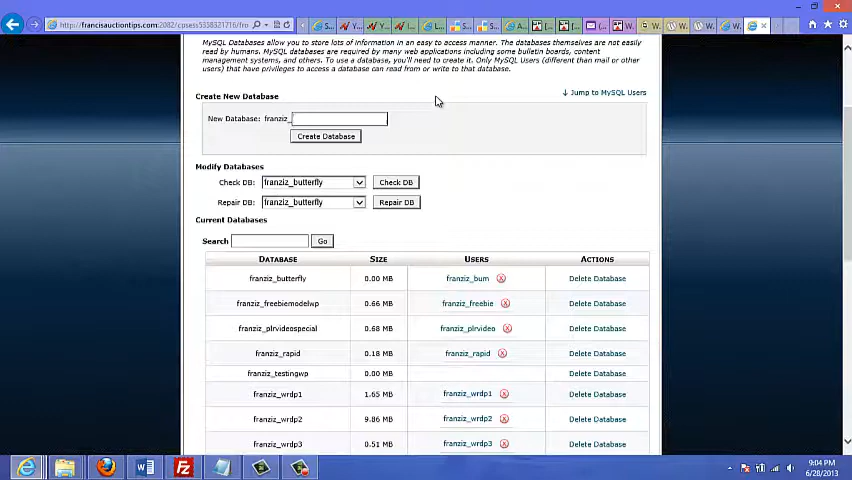 http://francisauctiontips.com:2082/cpsess5358321716/fro
MySQL Databases allow you to store lots of information in an easy to access manner. The databases themselves are not easily
read by humans. MySQL databases are required by many web applications including some bulletin boards, content
management systems, and others. To use a database, you'll need to create it. Only MySQL Users (different than mail or other
users) that have privileges to access a database can read from or write to that database.
↓ Jump to MySQL Users
Create New Database
New Database: franziz_
Create Database
Modify Databases
Check DB: franziz_butterfly Check DB
Repair DB: franziz_butterfly Repair DB
Current Databases
Search Go
DATABASE SIZE USERS ACTIONS
franziz_butterfly 0.00 MB franziz_bum Delete Database
franziz_freebiemodelwp 0.66 MB franziz_freebie Delete Database
franziz_plrvideospecial 0.68 MB franziz_plrvideo Delete Database
franziz_rapid 0.18 MB franziz_rapid Delete Database
franziz_testingwp 0.00 MB Delete Database
franziz_wrdp1 1.65 MB franziz_wrdp1 Delete Database
franziz_wrdp2 9.86 MB franziz_wrdp2 Delete Database
franziz_wrdp3 0.51 MB franziz_wrdp3 Delete Database
9:04 PM
6/28/2013